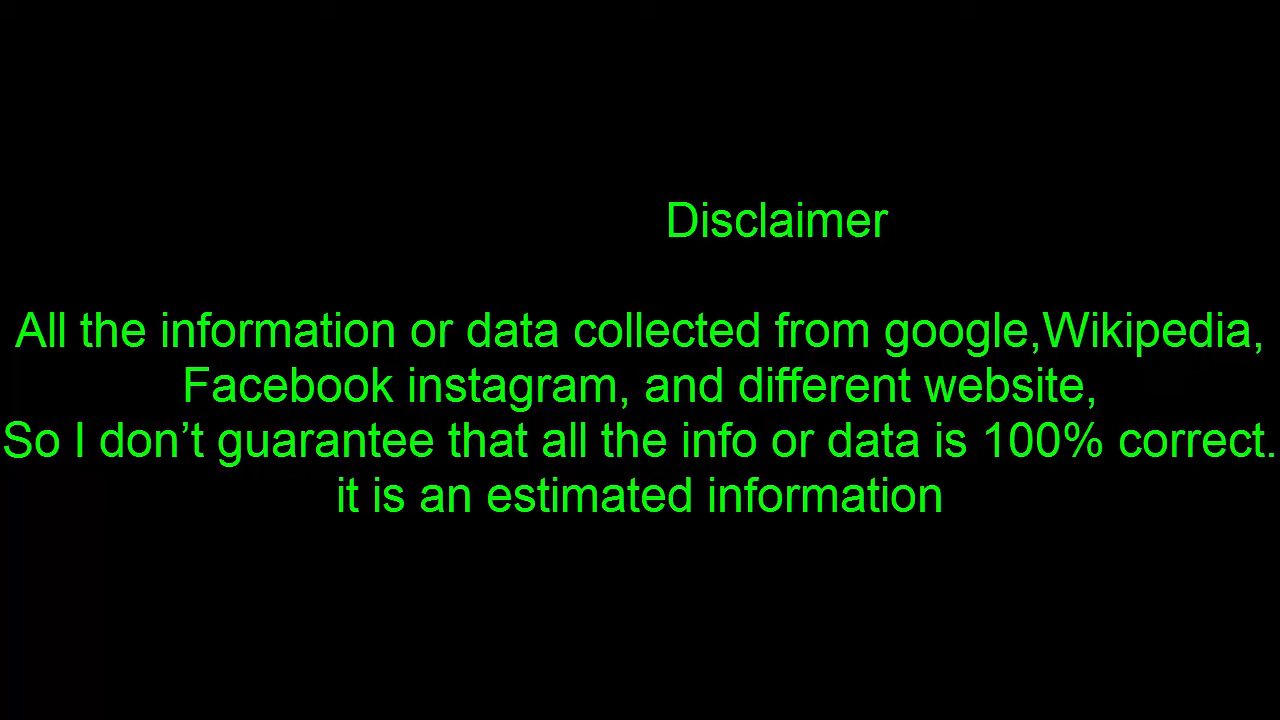 Disclaimer
All the information or data collected from google,Wikipedia,
Facebook instagram, and different website,
So I don’t guarantee that all the info or data is 100% correct.
it is an estimated information